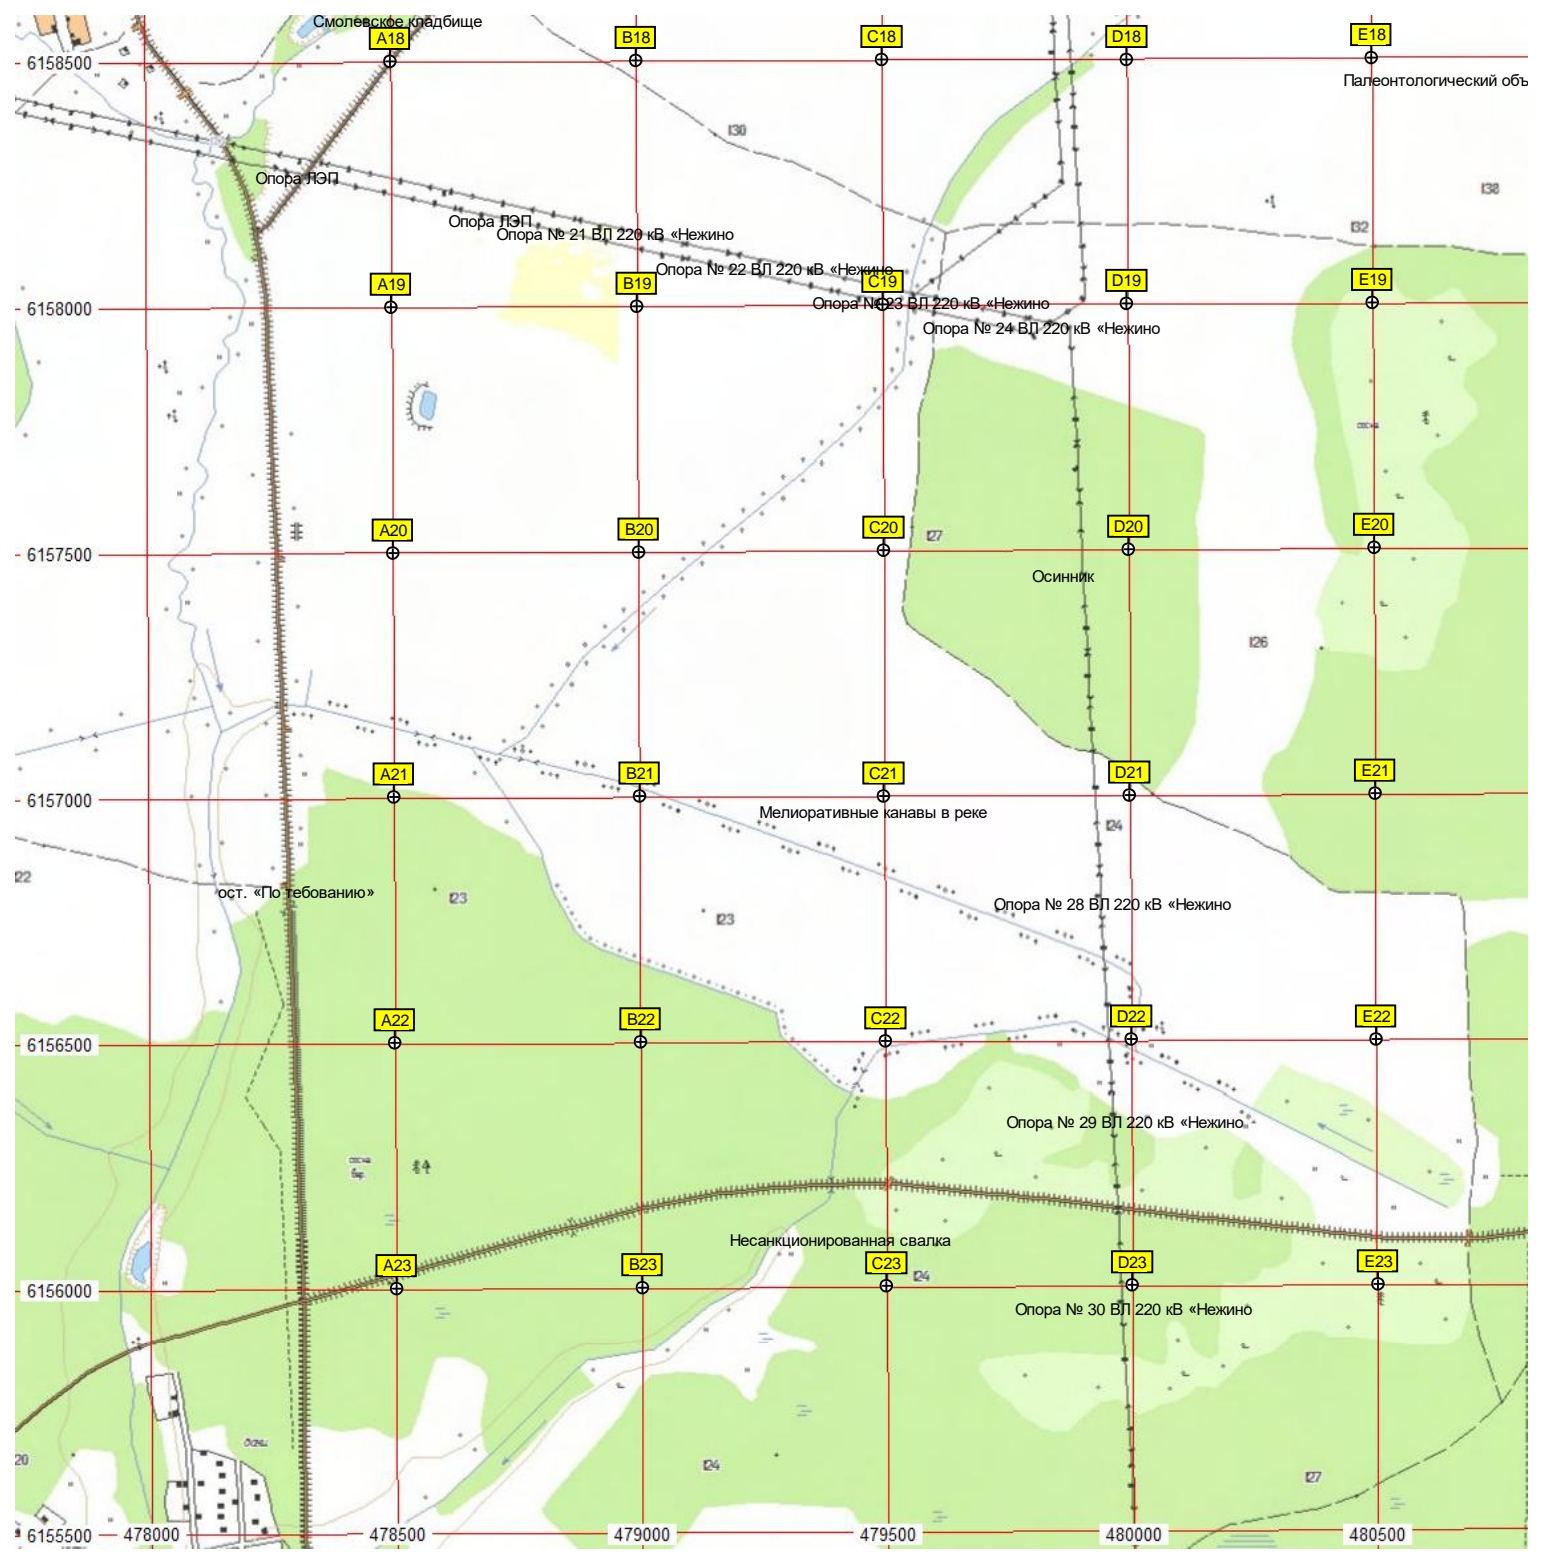 Смолевское кладбище
A18
B18
C18
D18
E18
6158500
Палеонтологический объ
130
138
Опора ЛЭП
Опора ЛЭП
Опора № 21 ВЛ 220 кВ «Нежино
132
Опора № 22 ВЛ 220 кВ «Нежино
A19
B19
C19
D19
E19
6158000
Опора № 23 ВЛ 220 кВ «Нежино
Опора № 24 ВЛ 220 кВ «Нежино
сосна
A20
B20
C20
D20
E20
6157500
127
Осинник
126
A21
B21
C21
D21
E21
6157000
Мелиоративные канавы в реке
124
122
ост. «По тебованию»
123
123
Опора № 28 ВЛ 220 кВ «Нежино
A22
B22
C22
D22
E22
6156500
Опора № 29 ВЛ 220 кВ «Нежино
сосна
бер.
Несанкционированная свалка
A23
B23
C23
D23
E23
6156000
124
Опора № 30 ВЛ 220 кВ «Нежино
124
127
6155500
478000
478500
479000
479500
480000
480500